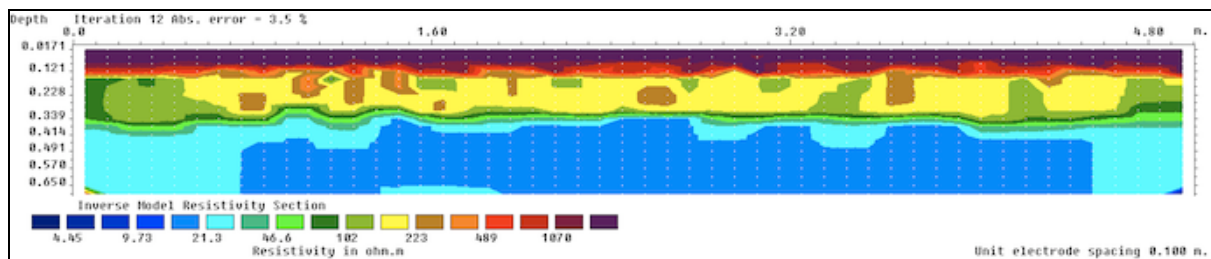 Depth Iteration 12 Abs. error = 3.5 %
0.0 1.60 3.20 4.80 m.
0.0171
0.121
0.228
0.339
0.414
0.491
0.570
0.650
Inverse Model Resistivity Section
4.45 9.73 21.3 46.6 102 223 489 1070
Resistivity in ohm.m Unit electrode spacing 0.100 m.